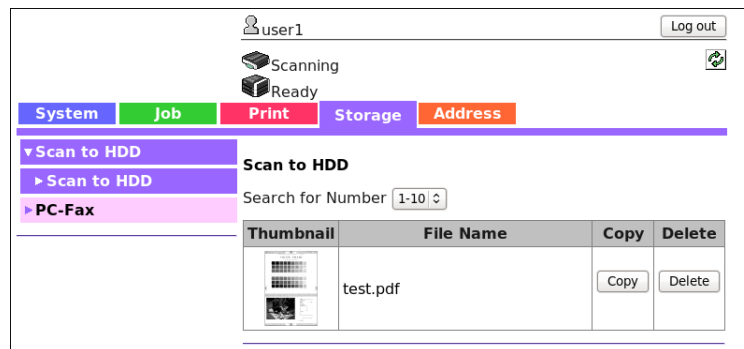 user1
Log out
Scanning
Ready
System Job Print Storage Address
Scan to HDD
Scan to HDD
PC-Fax
Scan to HDD
Search for Number 1-10
Thumbnail File Name Copy Delete
test.pdf Copy Delete